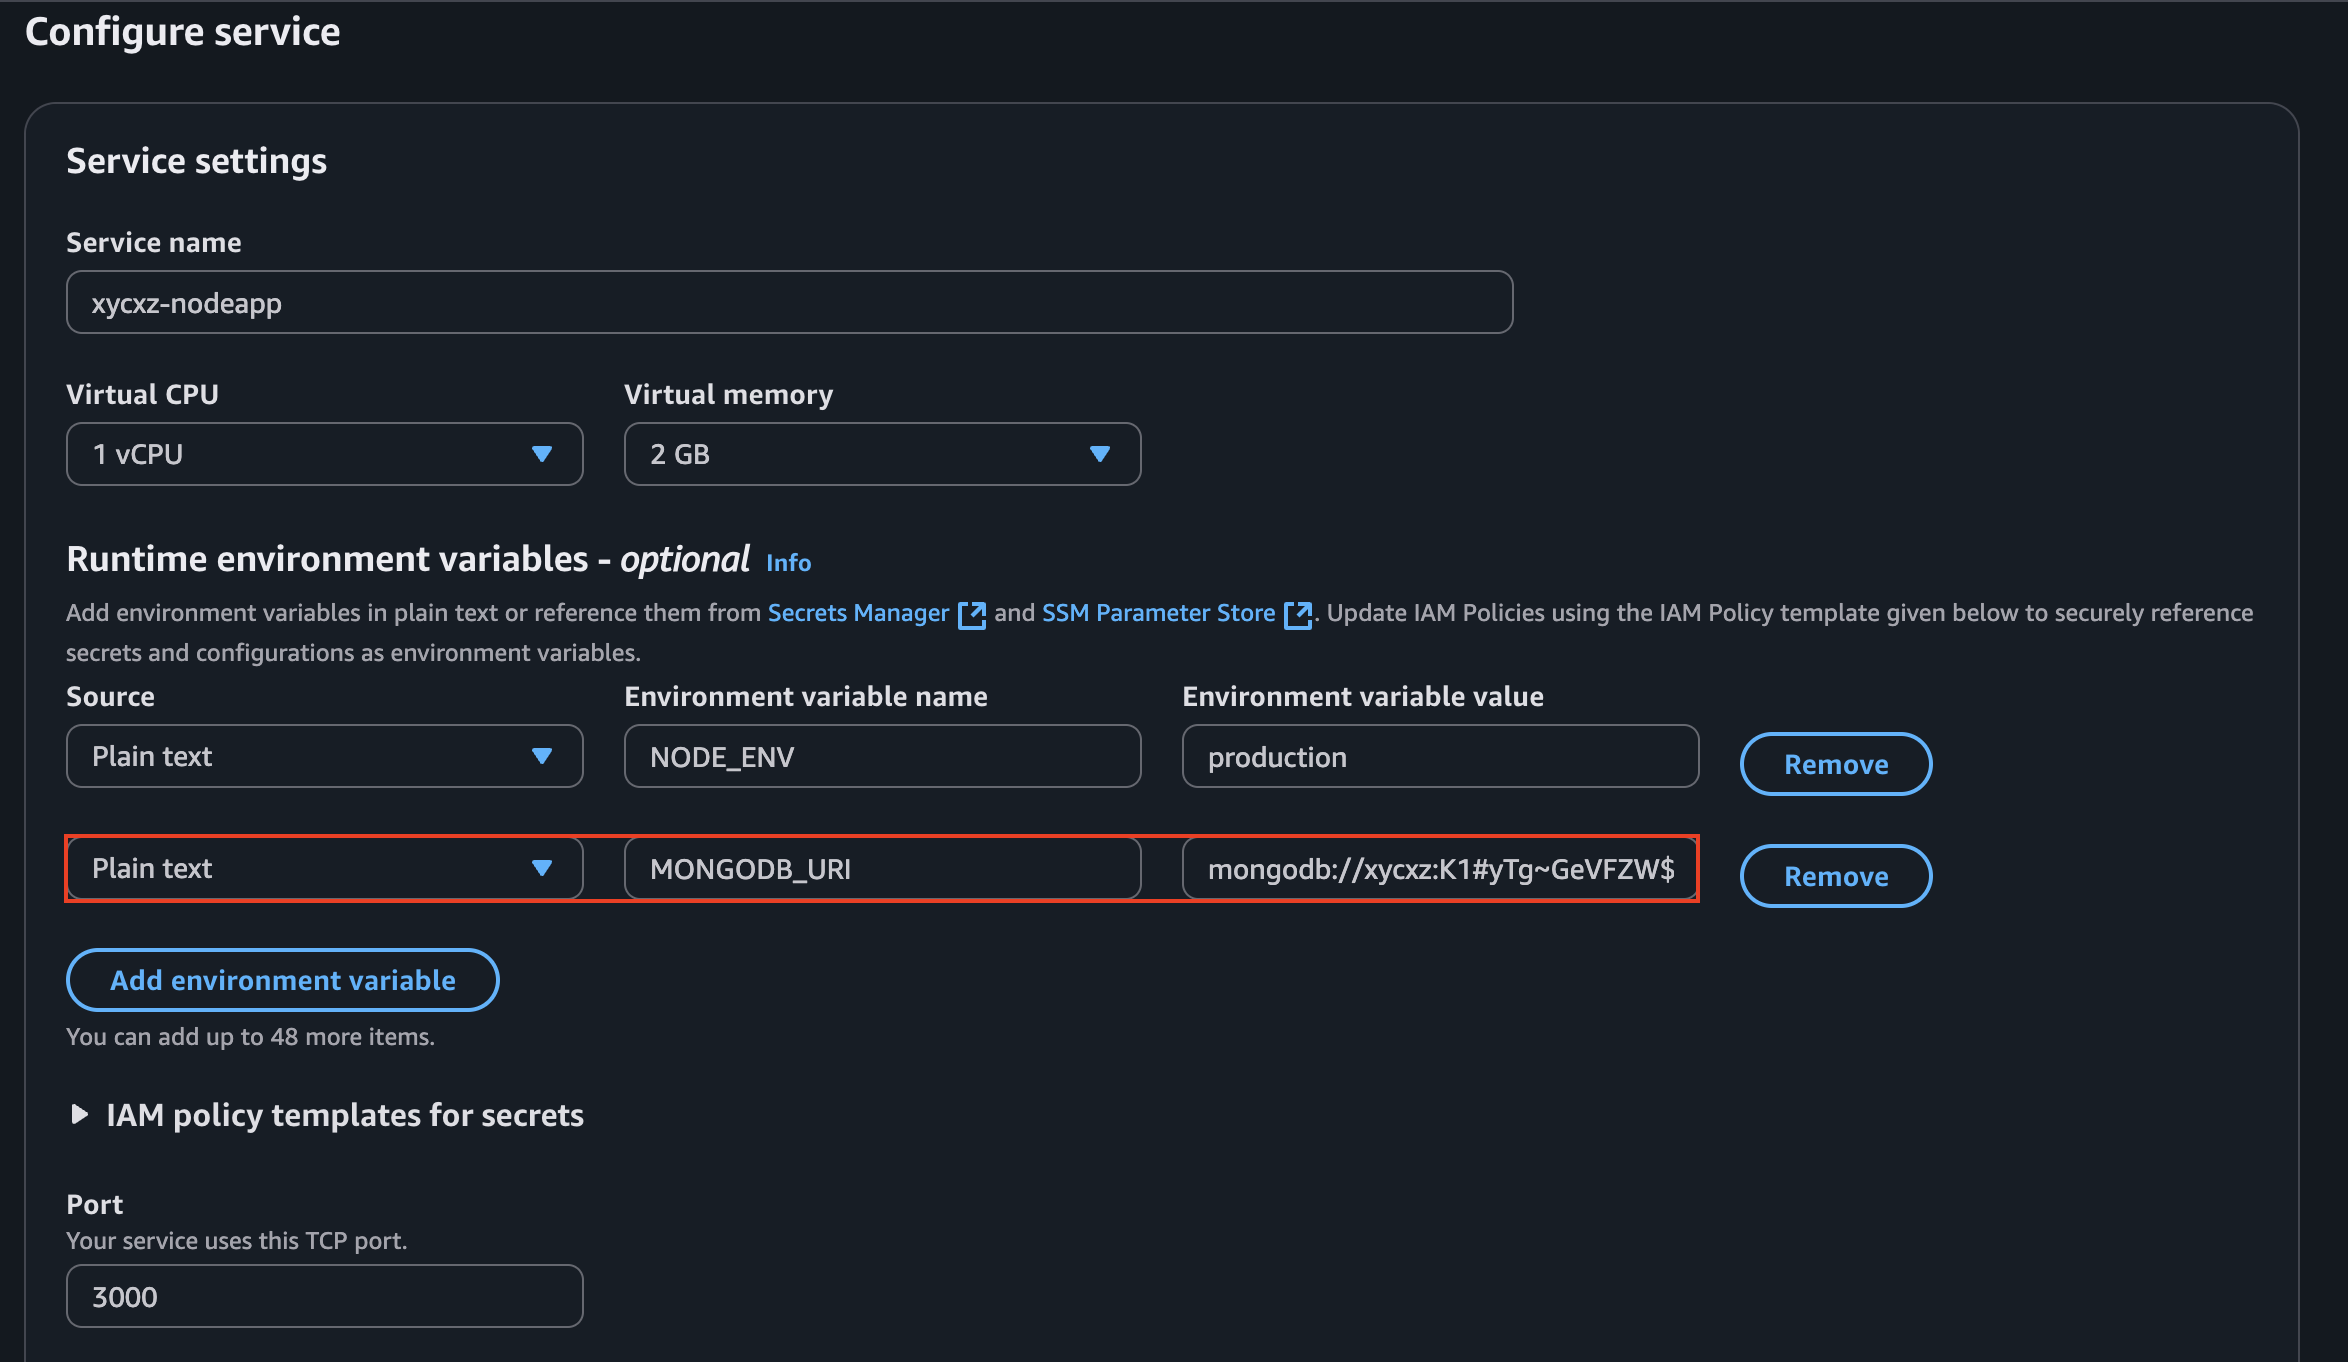 Configure service
Service settings
Service name
xycxz-nodeapp
Virtual CPU
Virtual memory
1 vCPU
2 GB
Runtime environment variables - optional Info
Add environment variables in plain text or reference them from Secrets Manager and SSM Parameter Store. Update IAM Policies using the IAM Policy template given below to securely reference
secrets and configurations as environment variables.
Source
Environment variable name
Environment variable value
Plain text
NODE_ENV
production
Remove
Plain text
MONGODB_URI
mongodb://xycxz:K1#yTg~GeVFZW$
Remove
Add environment variable
You can add up to 48 more items.
IAM policy templates for secrets
Port
Your service uses this TCP port.
3000